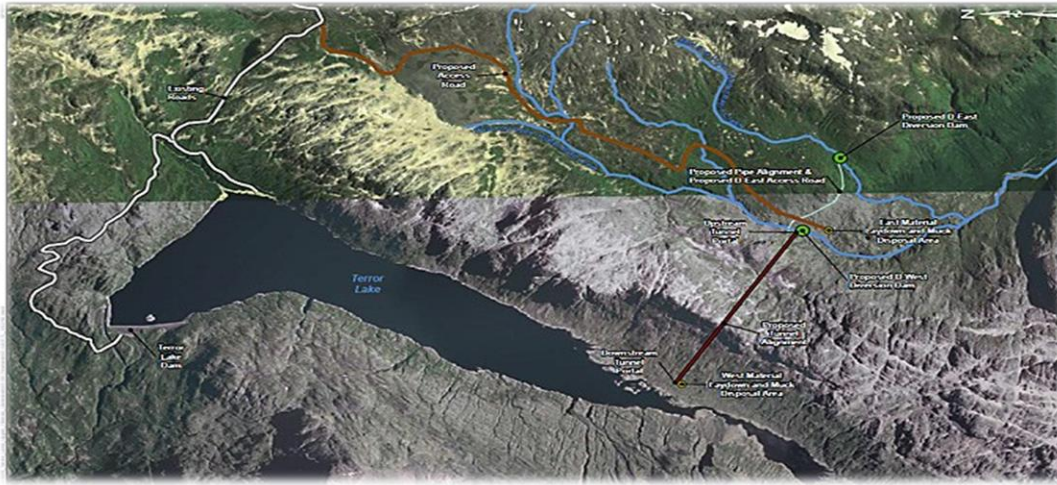 N
Existing
Roads
Proposed
Access
Road
Proposed D East
Diversion Dam
Proposed Pipe Alignment &
Proposed D East Access Road
Upstream
Tunnel
Portal
East Material
Laydown and Muck
Disposal Area
Proposed D West
Diversion Dam
Terror
Lake
Proposed
Tunnel
Alignment
Downstream
Tunnel
Portal
West Material
Laydown and Muck
Disposal Area
Terror
Lake
Dam